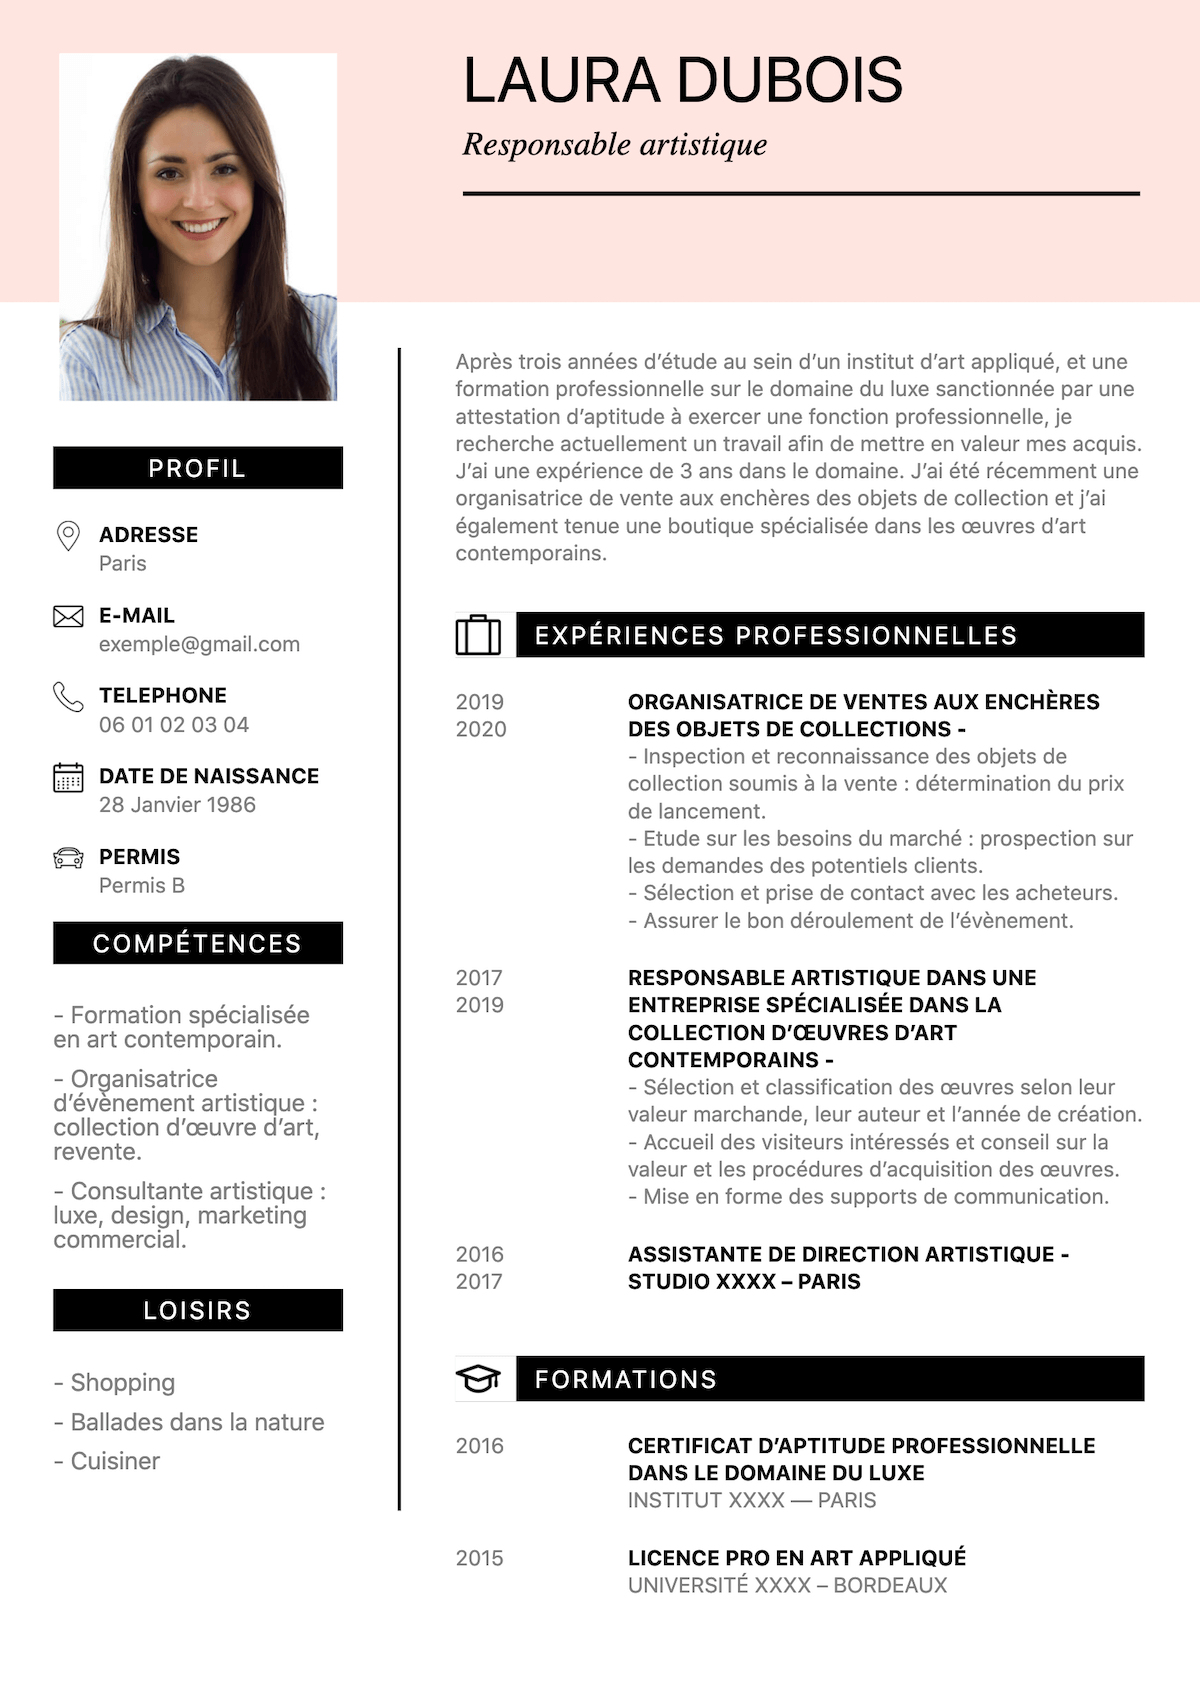 LAURA DUBOIS
Responsable artistique
PROFIL
ADRESSE
Paris
E-MAIL
exemple@gmail.com
TELEPHONE
06 01 02 03 04
DATE DE NAISSANCE
28 Janvier 1986
PERMIS
Permis B
COMPÉTENCES
- Formation spécialisée
en art contemporain.
- Organisatrice
d’évènement artistique :
collection d’œuvre d’art,
revente.
- Consultante artistique :
luxe, design, marketing
commercial.
LOISIRS
- Shopping
- Ballades dans la nature
- Cuisiner
Après trois années d’étude au sein d’un institut d’art appliqué, et une
formation professionnelle sur le domaine du luxe sanctionnée par une
attestation d’aptitude à exercer une fonction professionnelle, je
recherche actuellement un travail afin de mettre en valeur mes acquis.
J’ai une expérience de 3 ans dans le domaine. J’ai été récemment une
organisatrice de vente aux enchères des objets de collection et j’ai
également tenue une boutique spécialisée dans les œuvres d’art
contemporains.
EXPÉRIENCES PROFESSIONNELLES
2019
2020
ORGANISATRICE DE VENTES AUX ENCHÈRES
DES OBJETS DE COLLECTIONS -
- Inspection et reconnaissance des objets de
collection soumis à la vente : détermination du prix
de lancement.
- Etude sur les besoins du marché : prospection sur
les demandes des potentiels clients.
- Sélection et prise de contact avec les acheteurs.
- Assurer le bon déroulement de l’évènement.
2017
2019
RESPONSABLE ARTISTIQUE DANS UNE
ENTREPRISE SPÉCIALISÉE DANS LA
COLLECTION D’ŒUVRES D’ART
CONTEMPORAINS -
- Sélection et classification des œuvres selon leur
valeur marchande, leur auteur et l’année de création.
- Accueil des visiteurs intéressés et conseil sur la
valeur et les procédures d’acquisition des œuvres.
- Mise en forme des supports de communication.
2016
2017
ASSISTANTE DE DIRECTION ARTISTIQUE -
STUDIO XXXX – PARIS
FORMATIONS
2016
CERTIFICAT D’APTITUDE PROFESSIONNELLE
DANS LE DOMAINE DU LUXE
INSTITUT XXXX — PARIS
2015
LICENCE PRO EN ART APPLIQUÉ
UNIVERSITÉ XXXX – BORDEAUX